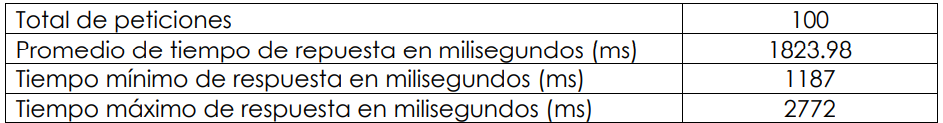 Total de peticiones 100
Promedio de tiempo de repuesta en milisegundos (ms) 1823.98
Tiempo mínimo de respuesta en milisegundos (ms) 1187
Tiempo máximo de respuesta en milisegundos (ms) 2772